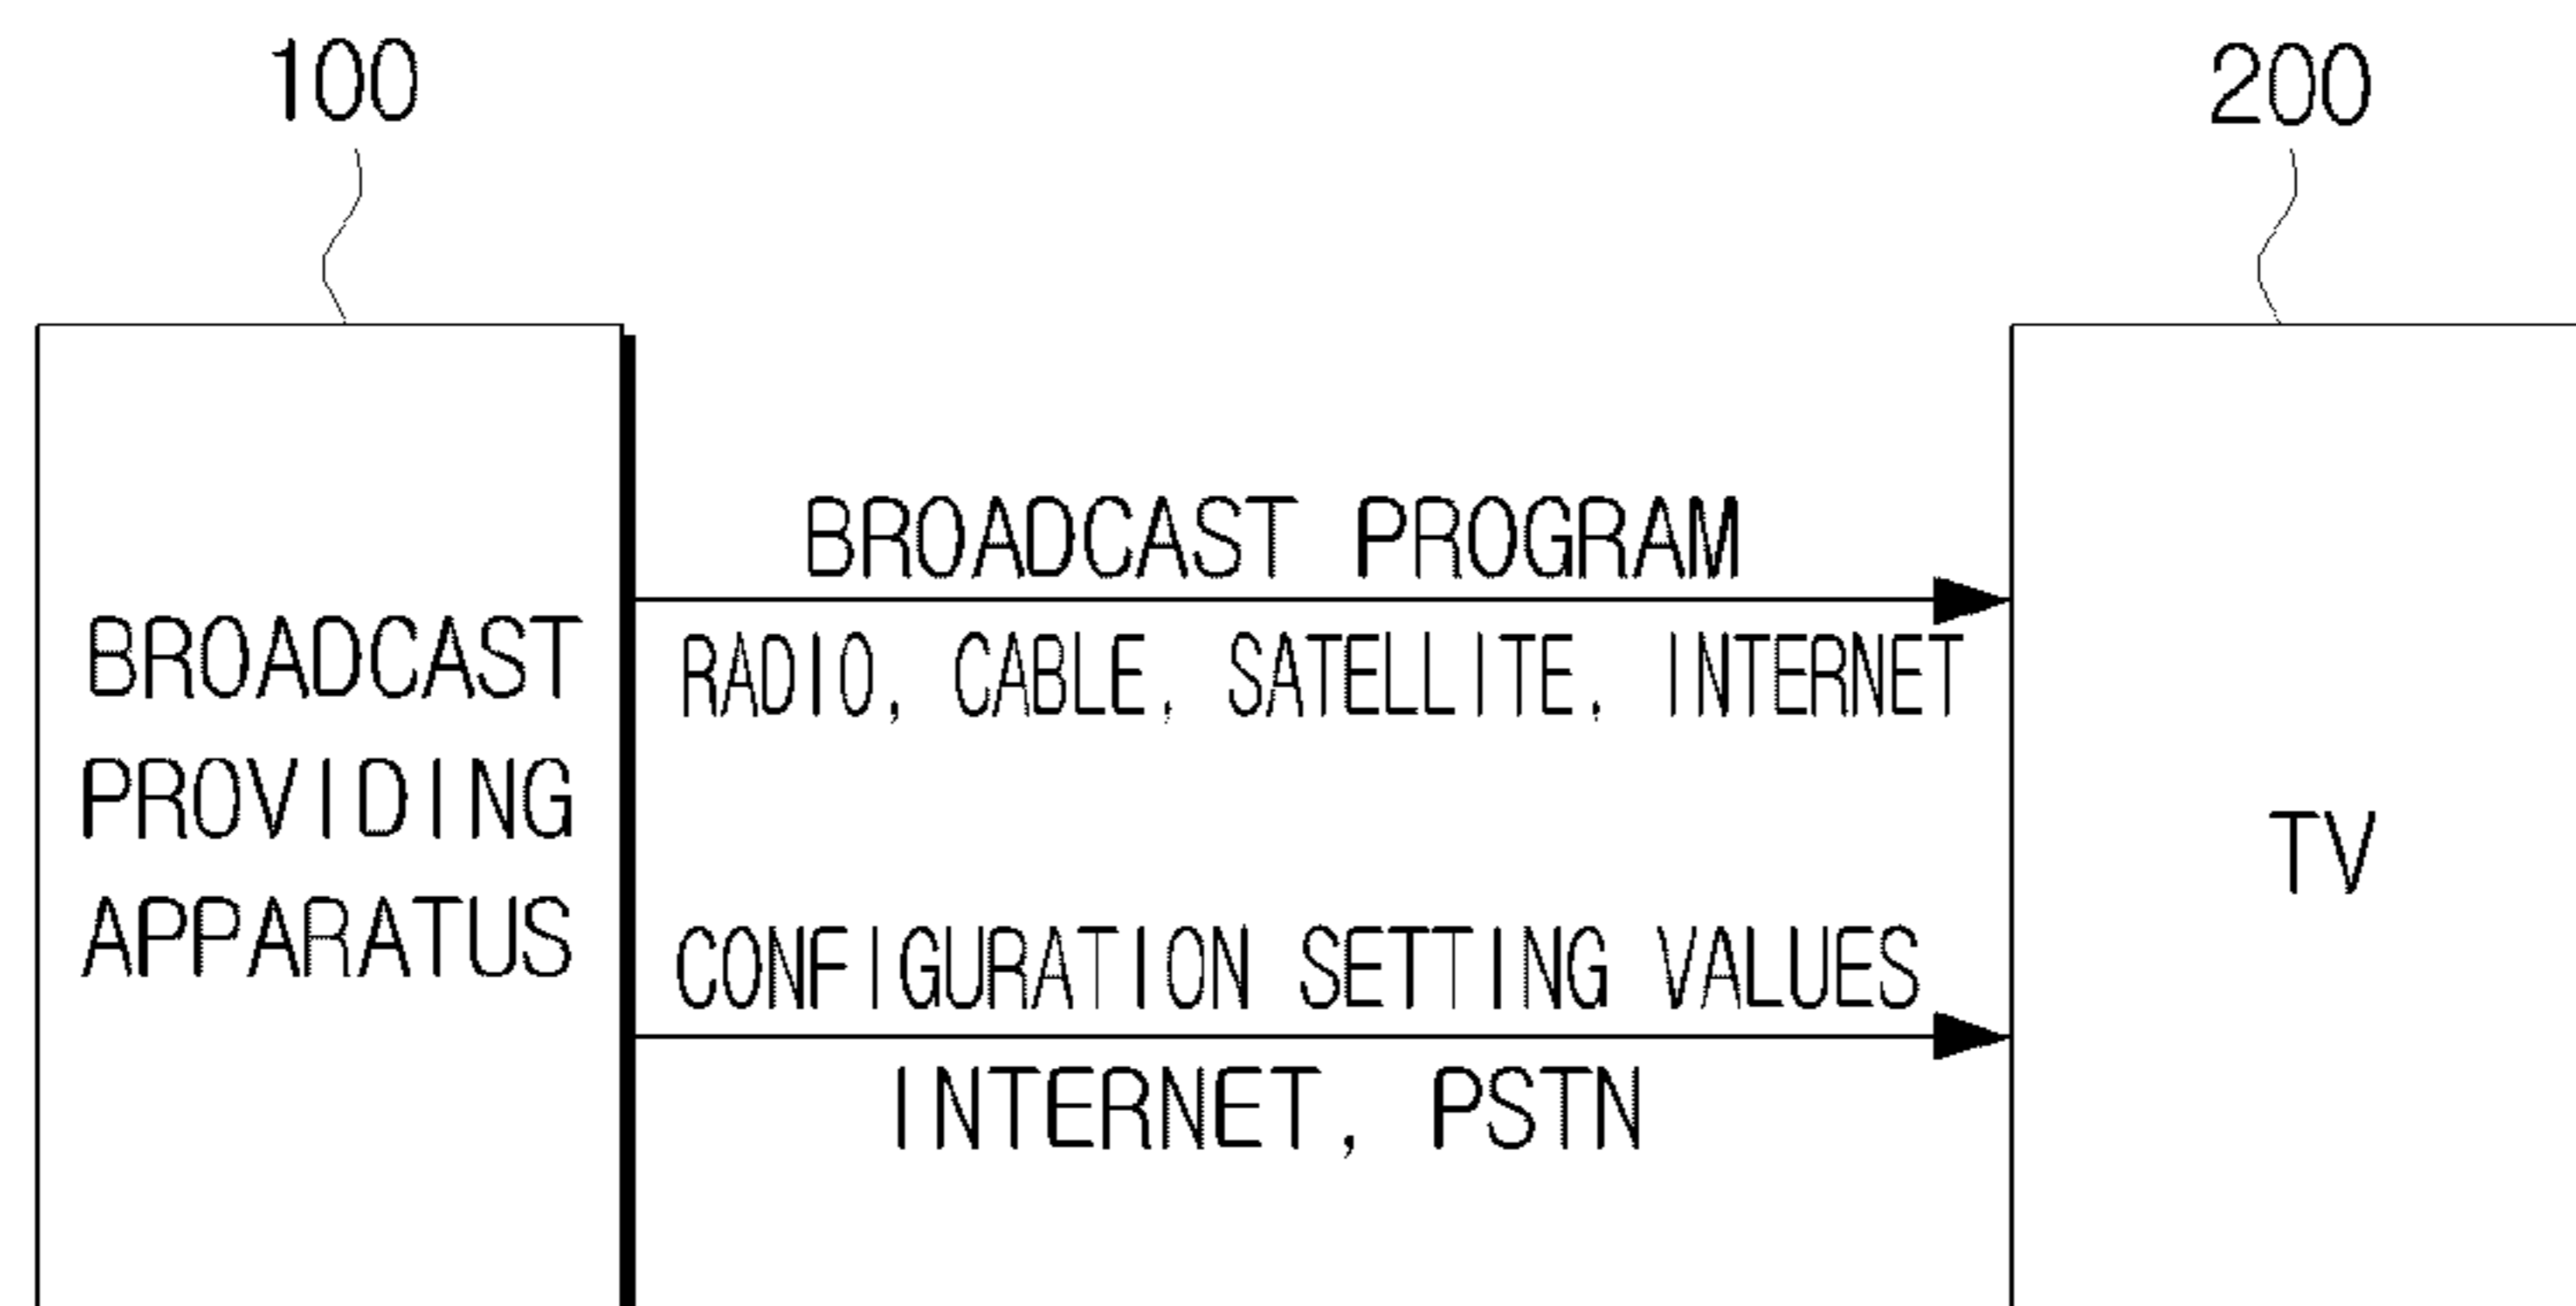 100
200
BROADCAST
PROVIDING
APPARATUS
BROADCAST PROGRAM
RADIO, CABLE, SATELLITE, INTERNET
CONFIGURATION SETTING VALUES
INTERNET, PSTN
TV